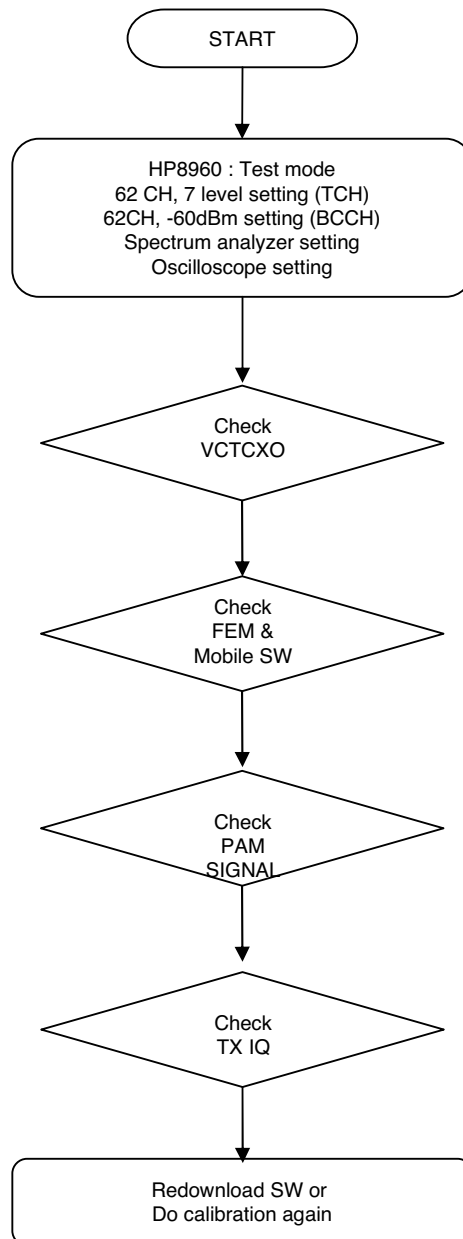 START
HP8960 : Test mode
62 CH, 7 level setting (TCH)
62CH, -60dBm setting (BCCH)
Spectrum analyzer setting
Oscilloscope setting
Check
VCTCXO
Check
FEM &
Mobile SW
Check
PAM
SIGNAL
Check
TX IQ
Redownload SW or
Do calibration again